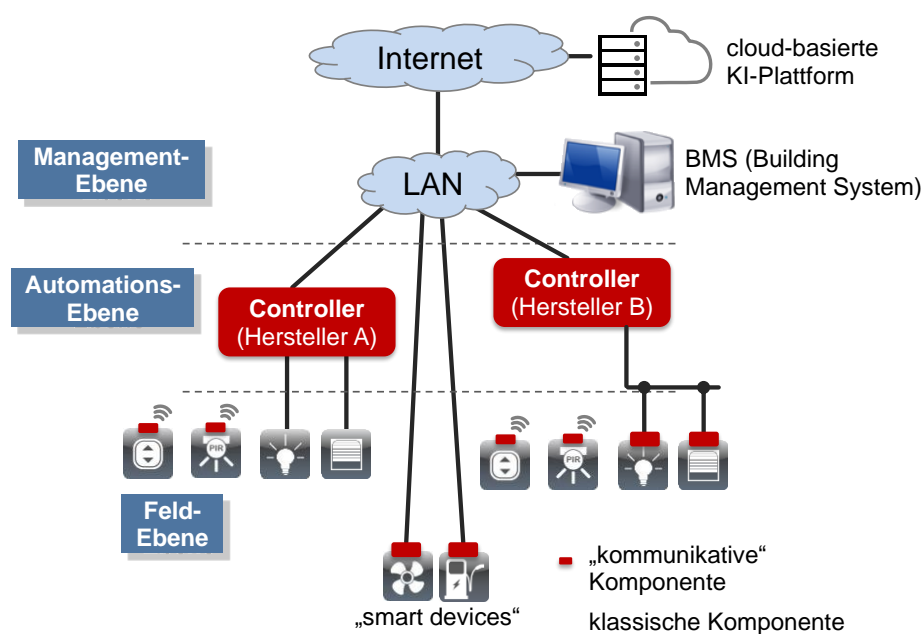 Internet
cloud-basierte
KI-Plattform
Management-
Ebene
LAN
BMS (Building
Management System)
Automations-
Ebene
Controller
(Hersteller A)
Controller
(Hersteller B)
PIR
PIR
Feld-
Ebene
„smart devices“
„kommunikative“
Komponente
klassische Komponente